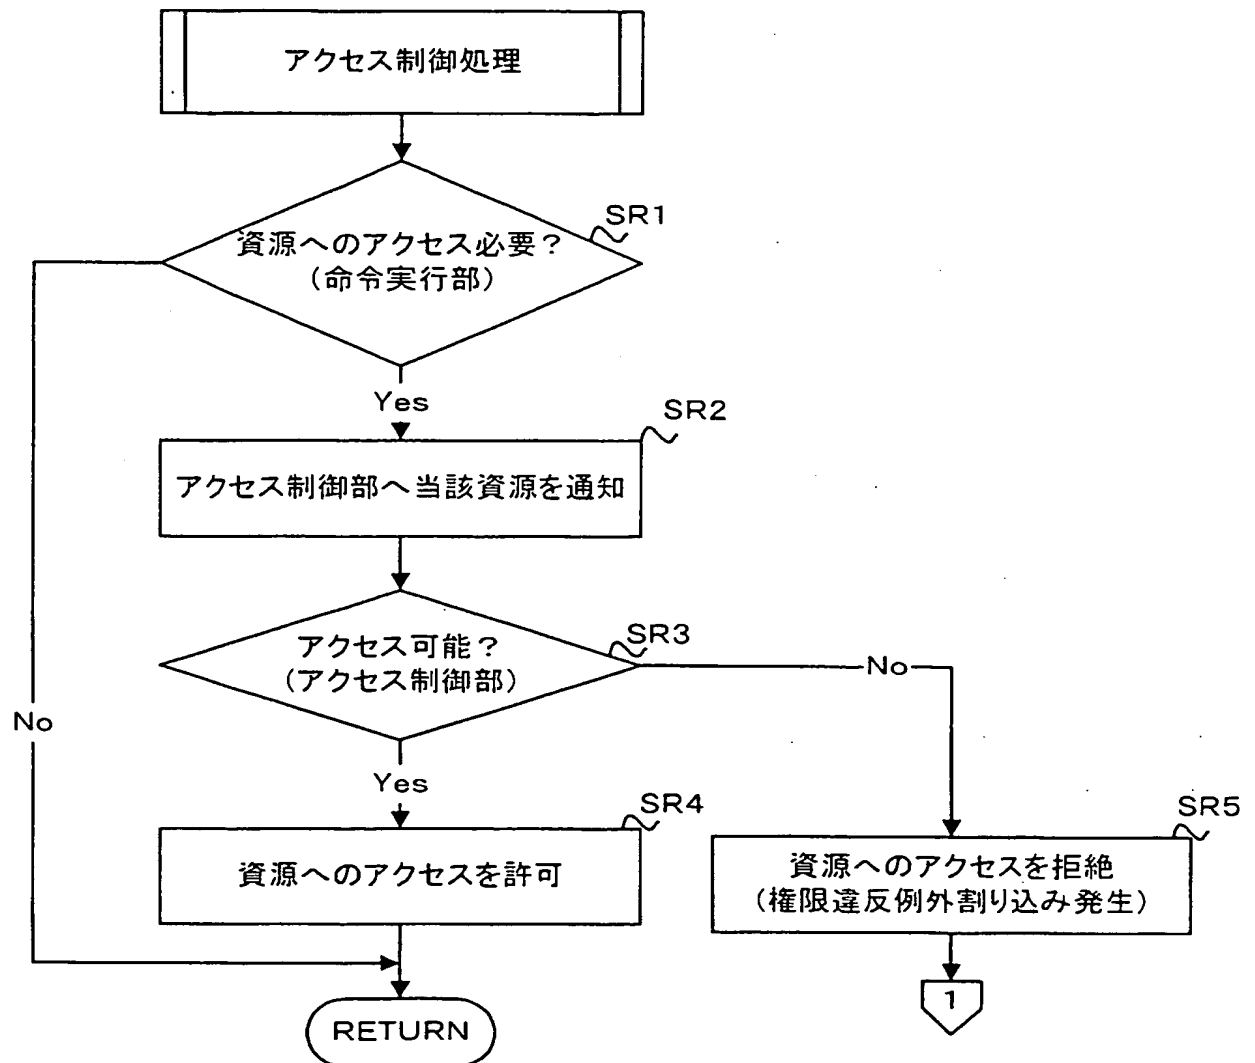 アクセス制御処理
SR1
資源へのアクセス必要？
（命令実行部）
Yes
SR2
アクセス制御部へ当該資源を通知
アクセス可能？
（アクセス制御部）
SR3
No
No
Yes
SR4
資源へのアクセスを許可
SR5
資源へのアクセスを拒絶
（権限違反例外割り込み発生）
RETURN
1